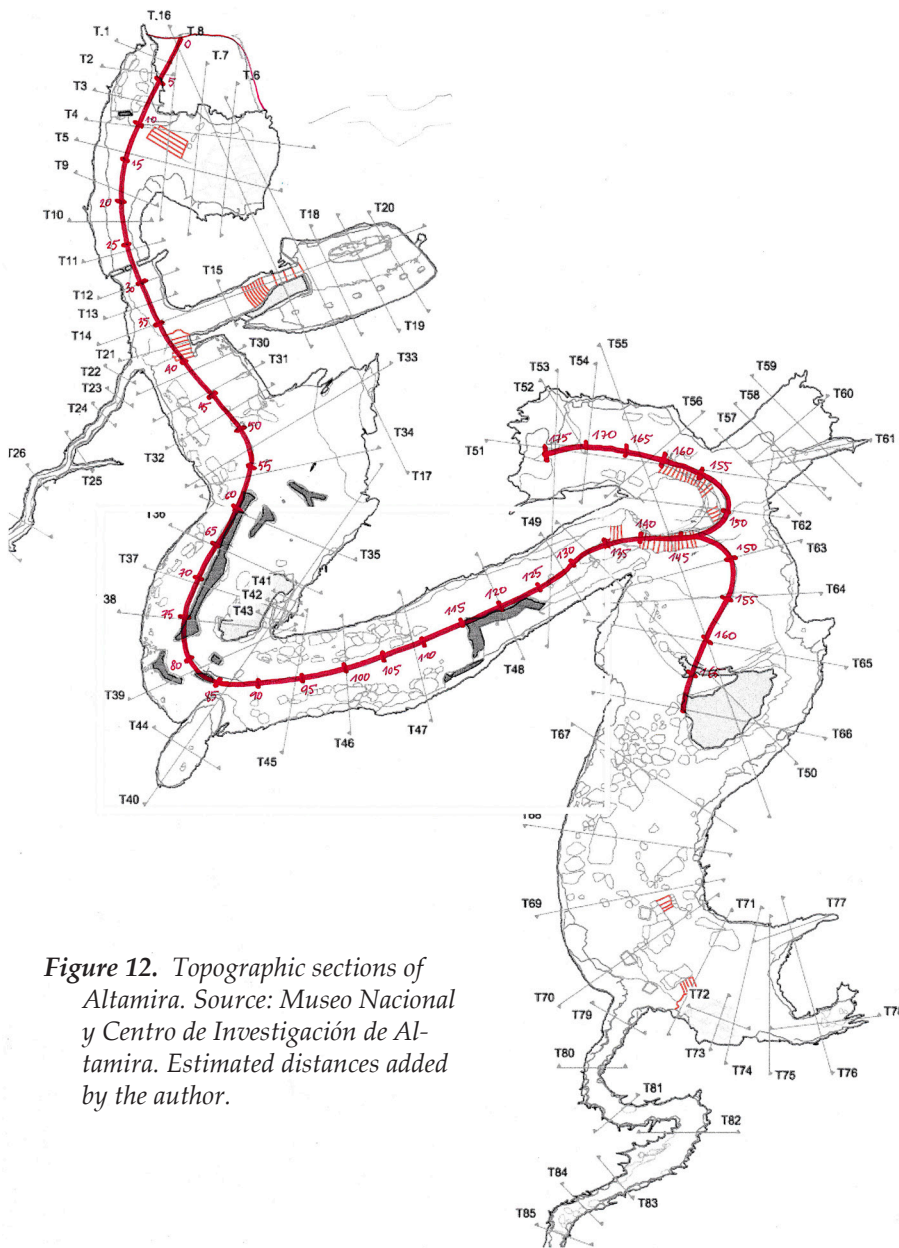 T.16
T.1
T.8
0
T2
T.7
T.6
T3
5
T4
10
T5
15
T9
20
T10
T18
T20
25
T11
T15
30
T12
T13
35
T19
T14
T30
T21
40
T31
T33
T22
T23
45
T24
50
T34
T26
T32
55
T17
T25
60
T36
65
T35
T37
70
T41
T42
38
75
T43
80
T39
85
90
95
100
105
110
115
120
125
130
135
140
145
150
T44
T45
T46
T47
T48
T49
T40
T55
T54
T53
T52
T59
T58
T56
T57
T60
T51
175
170
165
160
155
T61
150
T62
T63
155
T64
160
T65
165
T66
T67
T50
T68
T69
T71
T77
T70
T72
T79
T78
T73
T74
T75
T76
T80
T81
T82
T84
T83
T85
Figure 12. Topographic sections of
Altamira. Source: Museo Nacional
y Centro de Investigación de Al-
tamira. Estimated distances added
by the author.